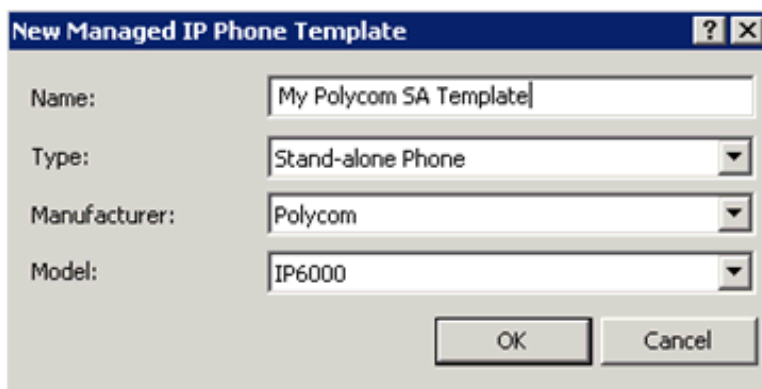 New Managed IP Phone Template ?
Name: My Polycom SA Template
Type: Stand-alone Phone
Manufacturer: Polycom
Model: IP6000
OK Cancel